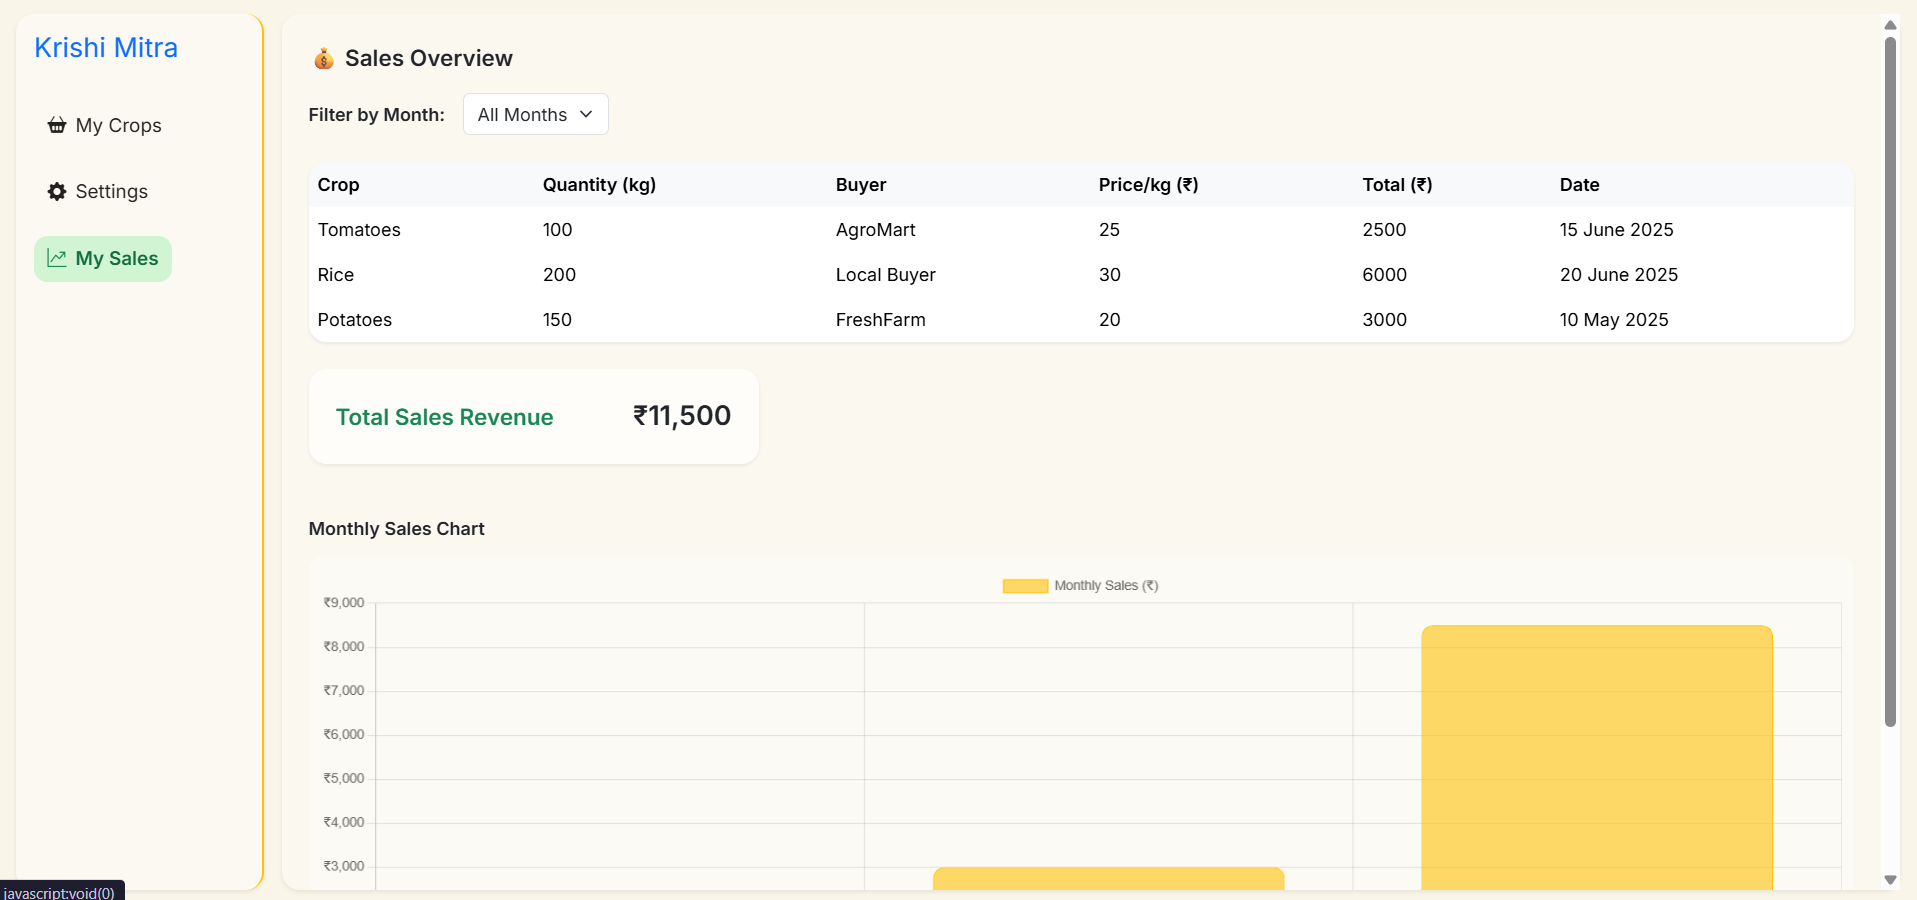 Krishi Mitra
My Crops
Settings
My Sales
Sales Overview
Filter by Month: All Months
Crop Quantity (kg) Buyer Price/kg (₹) Total (₹) Date
Tomatoes 100 AgroMart 25 2500 15 June 2025
Rice 200 Local Buyer 30 6000 20 June 2025
Potatoes 150 FreshFarm 20 3000 10 May 2025
Total Sales Revenue ₹11,500
Monthly Sales Chart
Monthly Sales (₹)
₹9,000
₹8,000
₹7,000
₹6,000
₹5,000
₹4,000
₹3,000
javascript:void(0)